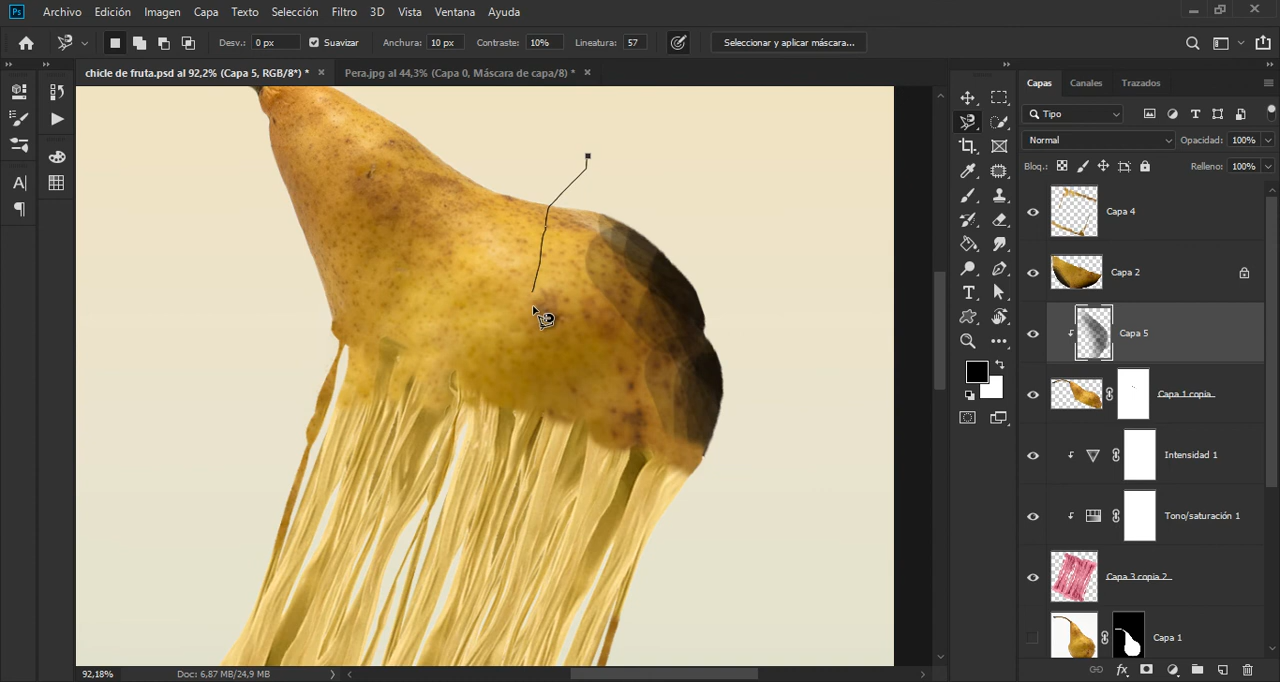 Ps Archivo Edición Imagen Capa Texto Selección Filtro 3D Vista Ventana Ayuda
Desv.: 0 px Suavizar Anchura: 10 px Contraste: 10% Lineatura: 57 Seleccionar y aplicar máscara...
chicle de fruta.psd al 92,2% (Capa 5, RGB/8*) * × Pera.jpg al 44,3% (Capa 0, Máscara de capa/8) * ×
Capas Canales Trazados
Tipo
Normal Opacidad: 100%
Bloq.: Relleno: 100%
Capa 4
Capa 2
Capa 5
Capa 1 copia
Intensidad 1
Tono/saturación 1
Capa 3 copia 2
Capa 1
92,18% Doc: 6,87 MB/24,9 MB